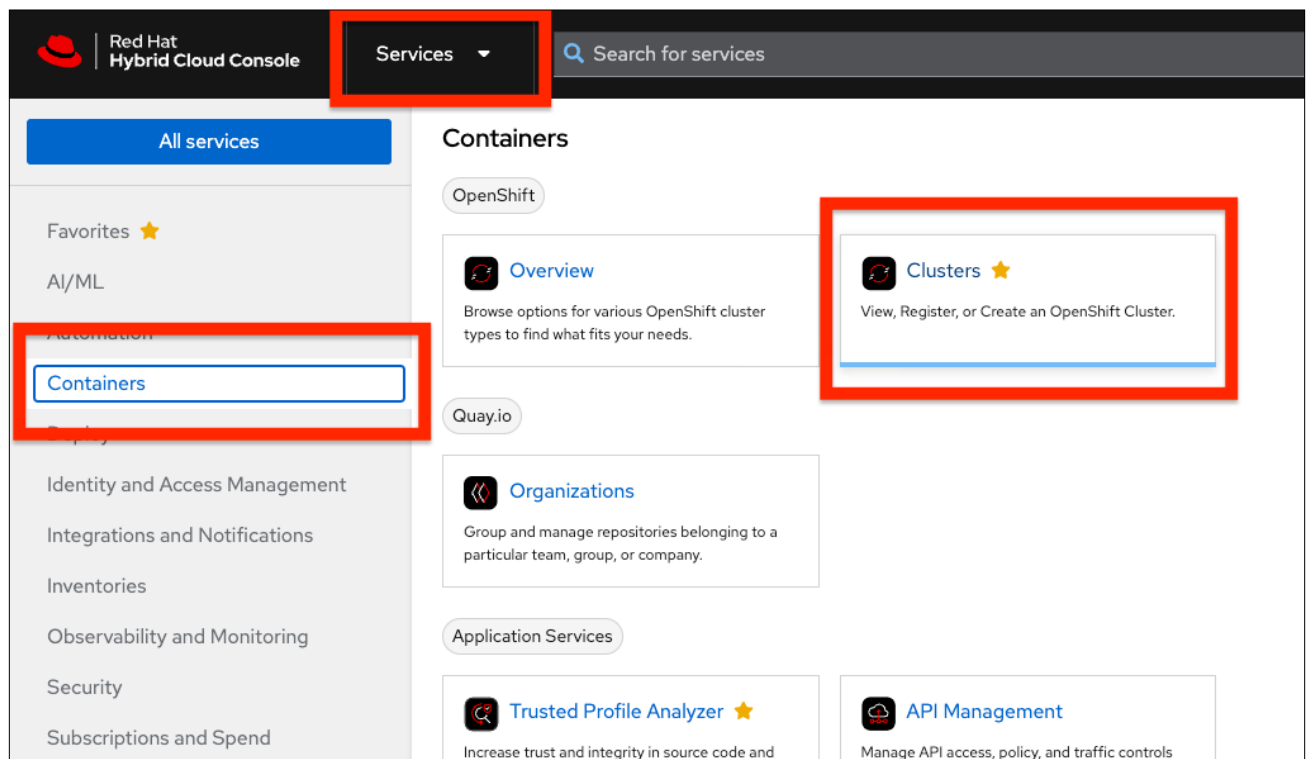 Red Hat
Hybrid Cloud Console
Services
Search for services
All services
Favorites
AI/ML
Automation
Containers
Deploy
Identity and Access Management
Integrations and Notifications
Inventories
Observability and Monitoring
Security
Subscriptions and Spend
Containers
OpenShift
Overview
Browse options for various OpenShift cluster
types to find what fits your needs.
Clusters
View, Register, or Create an OpenShift Cluster.
Quay.io
Organizations
Group and manage repositories belonging to a
particular team, group, or company.
Application Services
Trusted Profile Analyzer
Increase trust and integrity in source code and
API Management
Manage API access, policy, and traffic controls